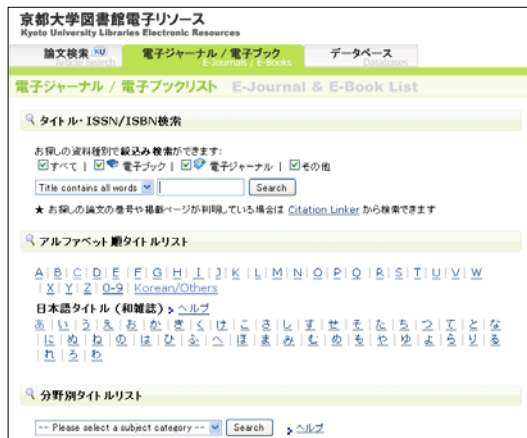 京都大学図書館電子リソース
Kyoto University Libraries Electronic Resources
論文検索 KU 電子ジャーナル / 電子ブック データベース
Article Search E-Journals / E-Books Databases
電子ジャーナル / 電子ブックリスト E-Journal & E-Book List
タイトル・ISSN/ISBN検索
お探しの資料種別で絞込み検索ができます:
すべて | 電子ブック | 電子ジャーナル | その他
Title contains all words Search
★ お探しの論文の巻号や掲載ページが判明している場合は Citation Linker から検索できます
アルファベット順タイトルリスト
A | B | C | D | E | F | G | H | I | J | K | L | M | N | O | P | Q | R | S | T | U | V | W
| X | Y | Z | 0-9 | Korean/Others
日本語タイトル (和雑誌) ヘルプ
あ | い | う | え | お | か | き | く | け | こ | さ | し | す | せ | そ | た | ち | つ | て | と | な
| に | ぬ | ね | の | は | ひ | ふ | へ | ほ | ま | み | む | め | も | や | ゆ | よ | ら | り | る
| れ | ろ | わ
分野別タイトルリスト
-- Please select a subject category -- Search ヘルプ